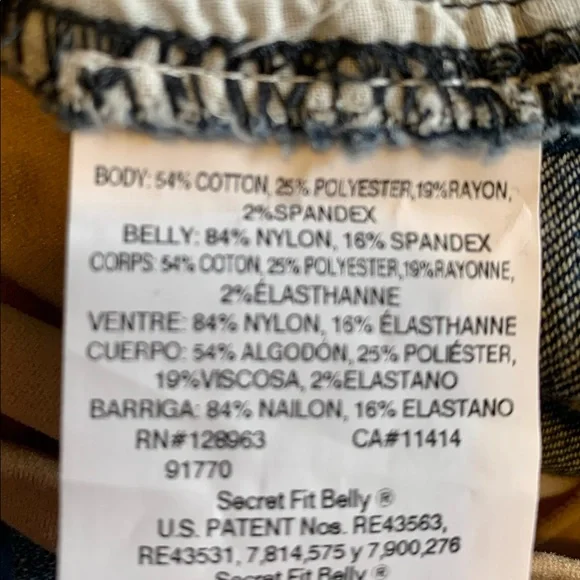 BODY: 54% COTTON, 25% POLYESTER,19%RAYON,
2%SPANDEX
BELLY: 84% NYLON, 16% SPANDEX
CORPS: 54% COTON, 25% POLYESTER,19%RAYONNE,
2%ÉLASTHANNE
VENTRE: 84% NYLON, 16% ÉLASTHANNE
CUERPO: 54% ALGODÓN, 25% POLIÉSTER,
19%VISCOSA, 2%ELASTANO
BARRIGA: 84% NAILON, 16% ELASTANO
RN#128963 CA#11414
91770
Secret Fit Belly ®
U.S. PATENT Nos. RE43563,
RE43531, 7,814,575 y 7,900,276
Secret Fit Belly ®